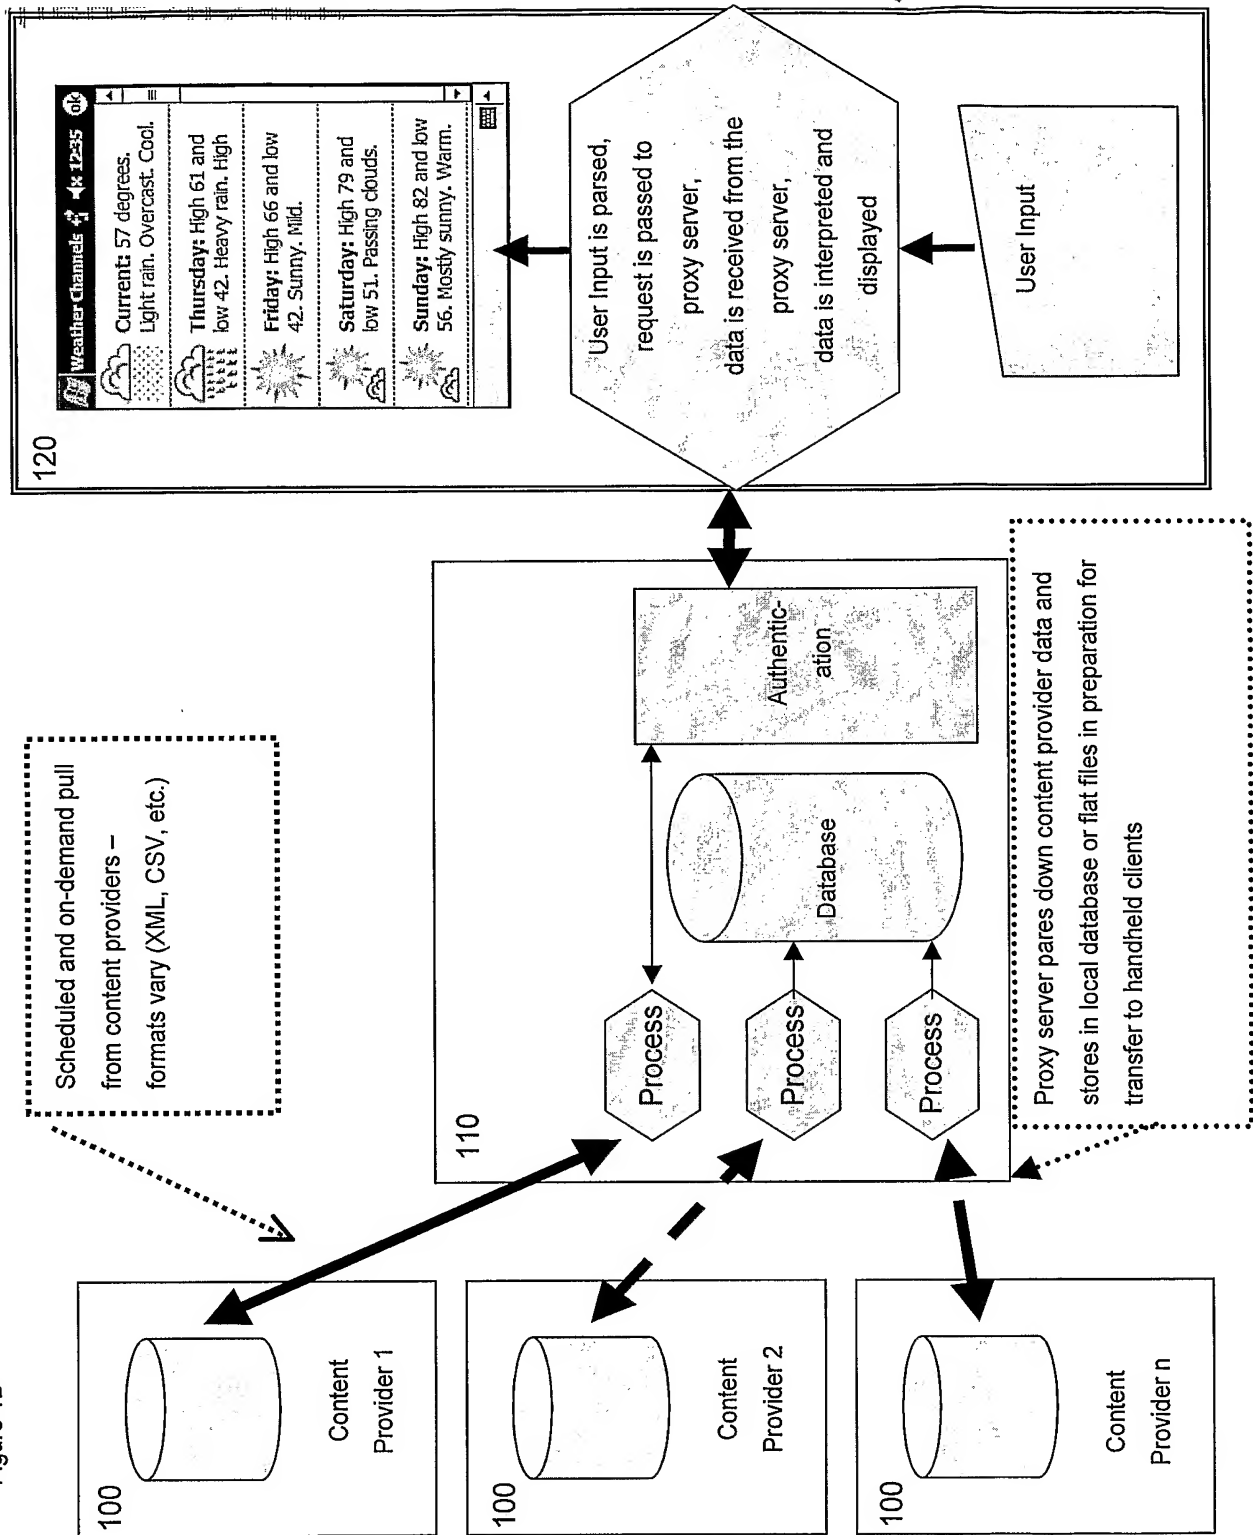 Scheduled and on-demand pull
from content providers –
formats vary (XML, CSV, etc.)
100
Content
Provider 1
100
Content
Provider 2
100
Content
Provider n
110
Process
Process
Process
Database
Authentic-
ation
Proxy server pares down content provider data and
stores in local database or flat files in preparation for
transfer to handheld clients
120
Weather Channels 12:35 ok
Current: 57 degrees.
Light rain. Overcast. Cool.
Thursday: High 61 and
low 42. Heavy rain. High
Friday: High 66 and low
42. Sunny. Mild.
Saturday: High 79 and
low 51. Passing clouds.
Sunday: High 82 and low
56. Mostly sunny. Warm.
User Input is parsed,
request is passed to
proxy server,
data is received from the
proxy server,
data is interpreted and
displayed
User Input